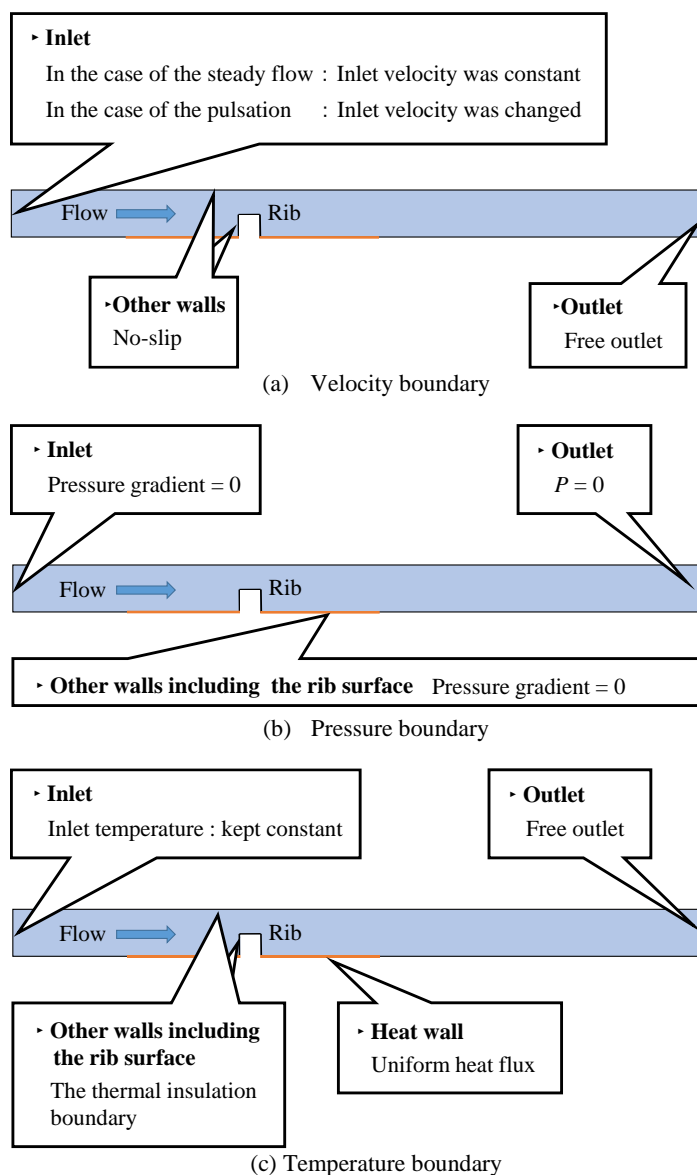 ‣ Inlet
In the case of the steady flow : Inlet velocity was constant
In the case of the pulsation : Inlet velocity was changed
Flow
Rib
‣Other walls
No-slip
‣Outlet
Free outlet
(a) Velocity boundary
‣ Inlet
Pressure gradient = 0
‣ Outlet
P = 0
Flow
Rib
‣ Other walls including the rib surface Pressure gradient = 0
(b) Pressure boundary
‣ Inlet
Inlet temperature : kept constant
‣ Outlet
Free outlet
Flow
Rib
‣ Other walls including
the rib surface
The thermal insulation
boundary
‣ Heat wall
Uniform heat flux
(c) Temperature boundary